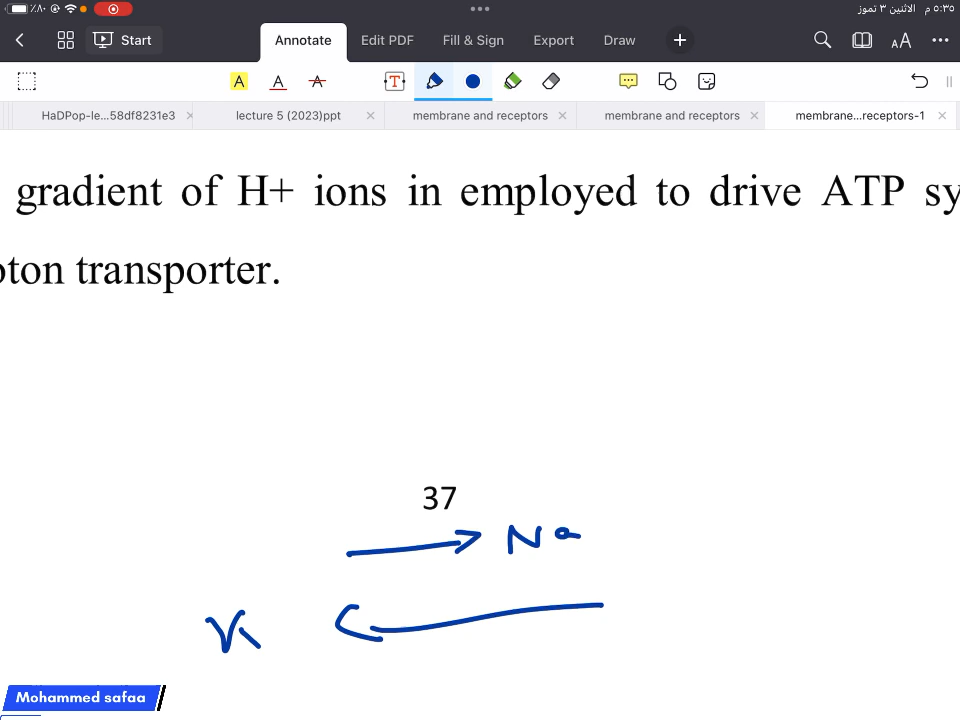 ٪٨٠ الاثنين ٣ تموز ٥:٣٥ م
Start Annotate Edit PDF Fill & Sign Export Draw
A A A T AA
HaDPop-le...58df8231e3 lecture 5 (2023)ppt membrane and receptors membrane and receptors membrane...receptors-1
gradient of H+ ions in employed to drive ATP sy
oton transporter.
37
Na
K
Mohammed safaa